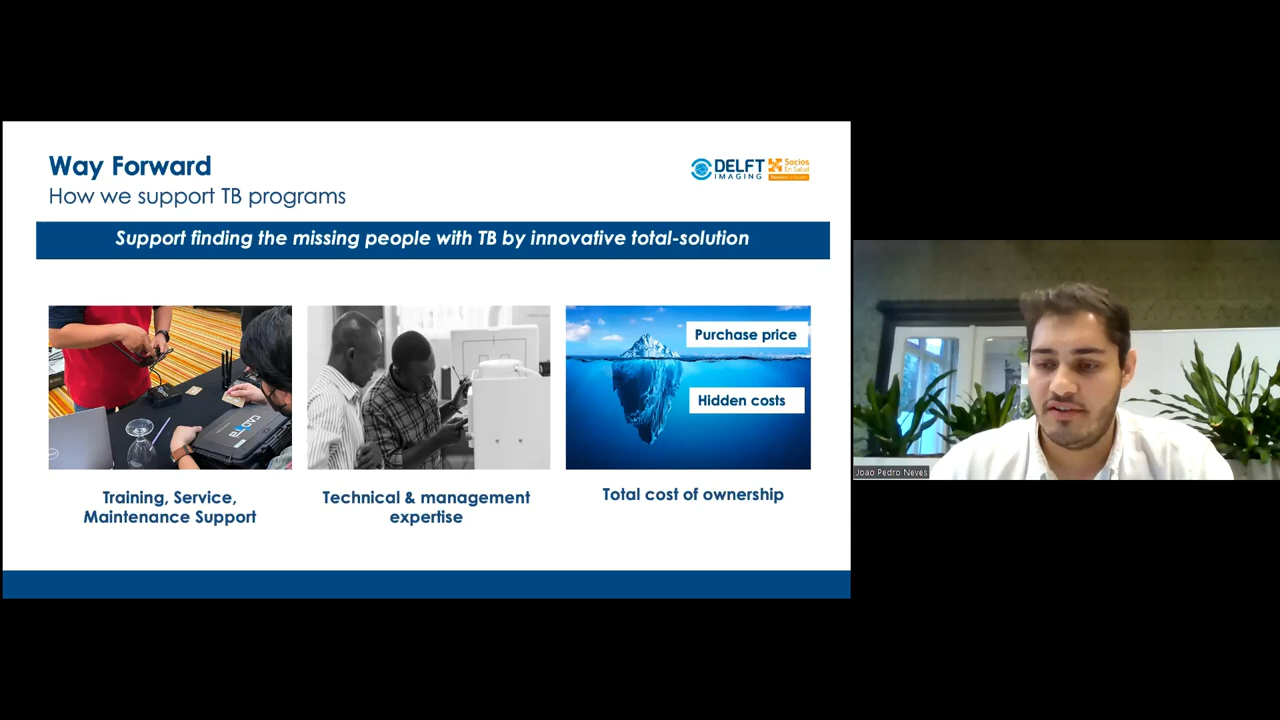 Way Forward
How we support TB programs
DELFT
IMAGING
Socios
En Salud
Support finding the missing people with TB by innovative total-solution
Purchase price
Hidden costs
CAD TB
Training, Service,
Maintenance Support
Technical & management
expertise
Total cost of ownership
Joao Pedro Neves